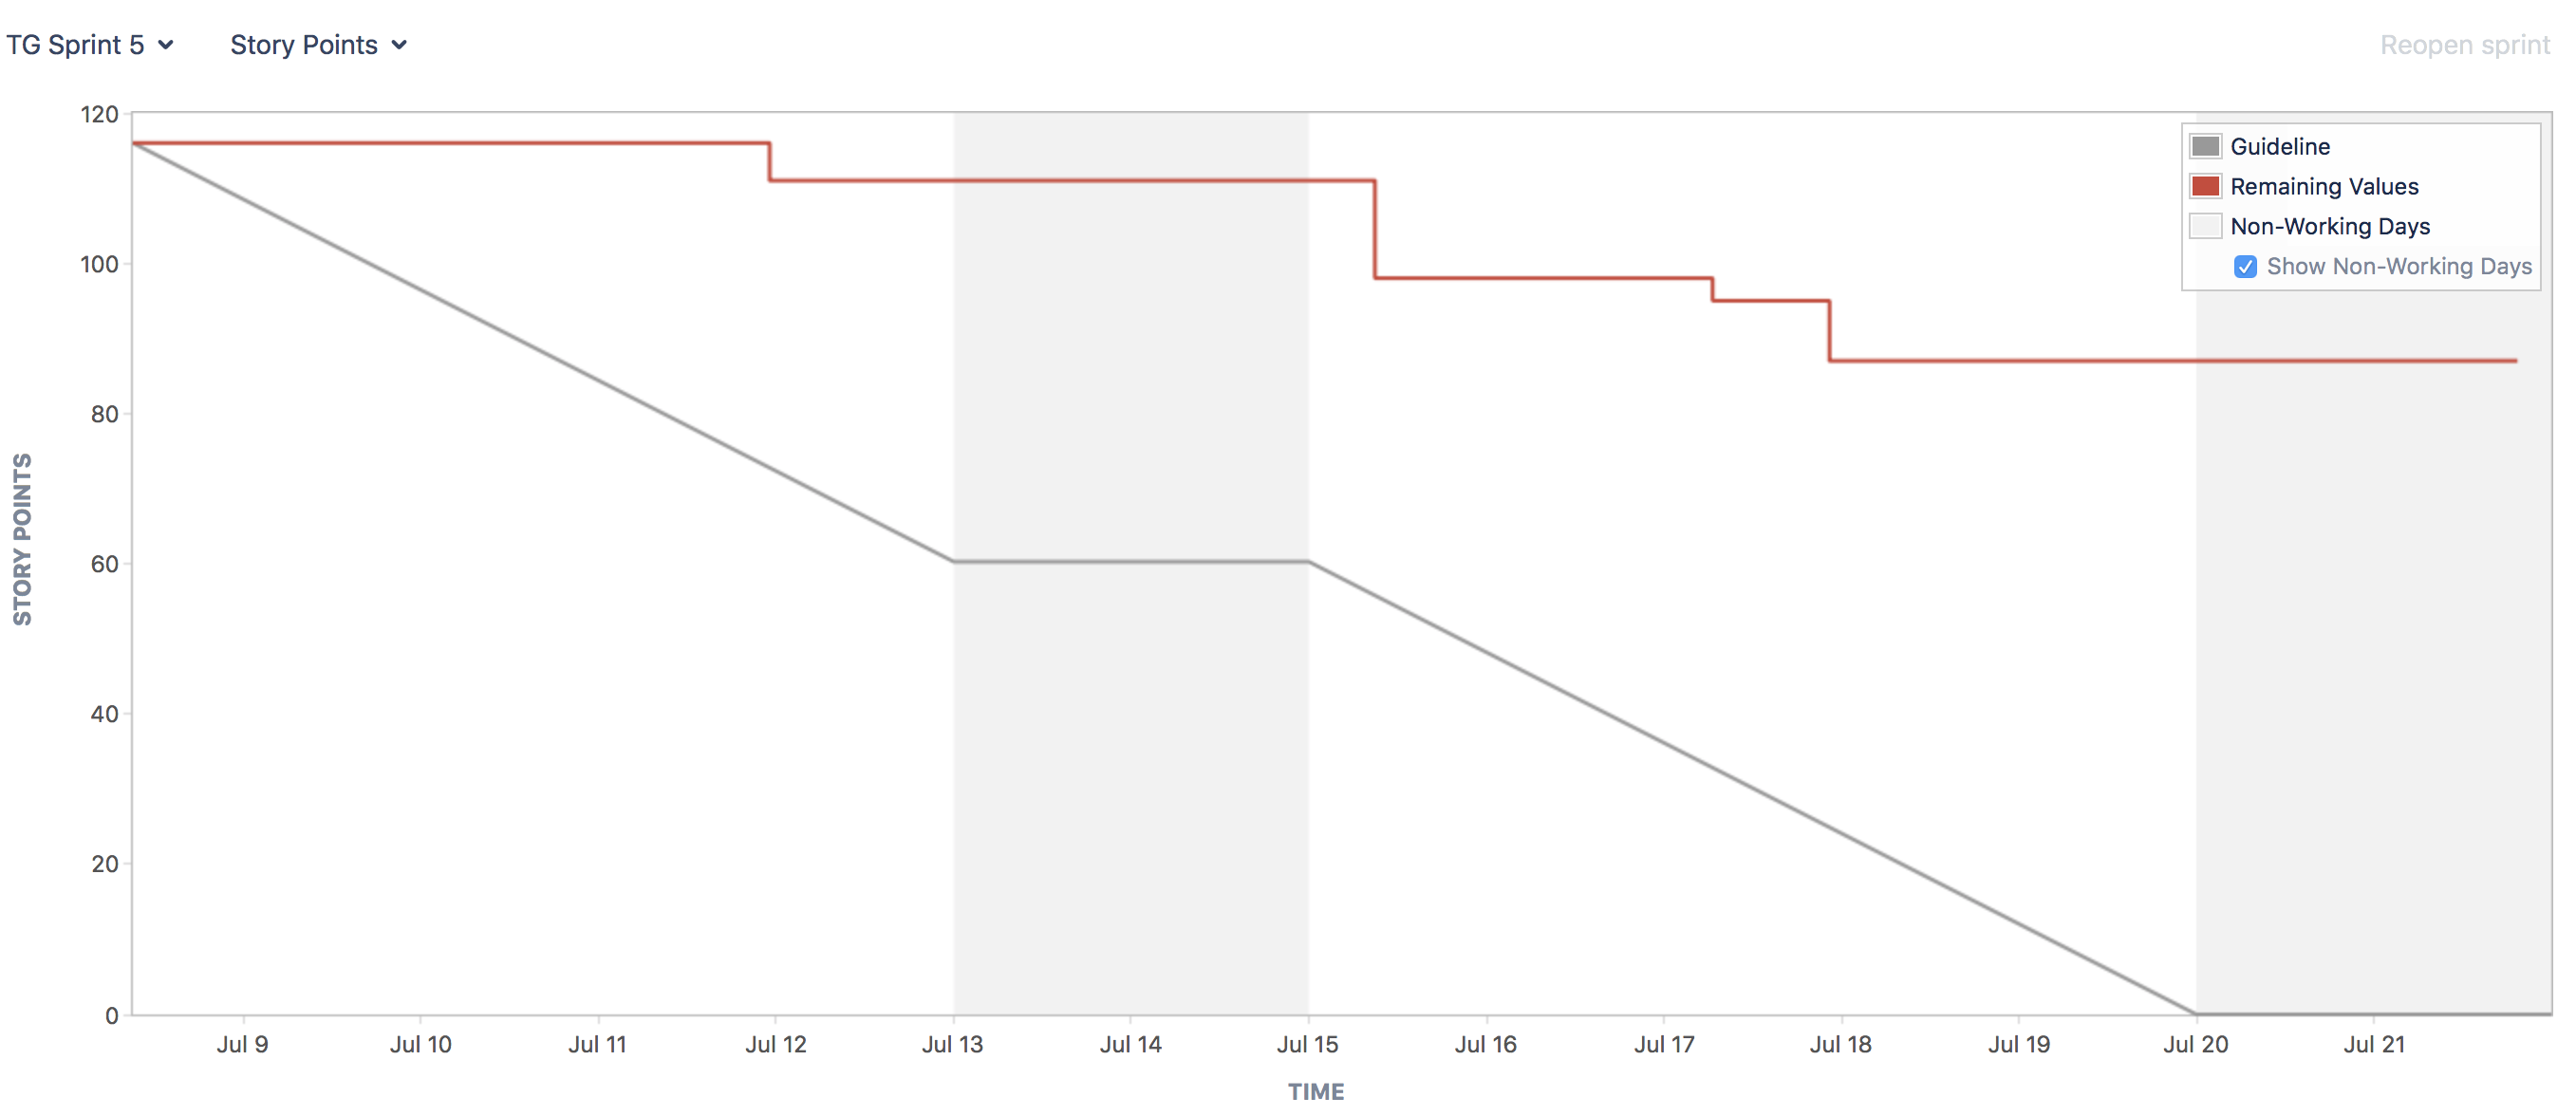 TG Sprint 5 Story Points Reopen sprint
120
100
80
60
40
20
0
STORY POINTS
Guideline
Remaining Values
Non-Working Days
Show Non-Working Days
Jul 9 Jul 10 Jul 11 Jul 12 Jul 13 Jul 14 Jul 15 Jul 16 Jul 17 Jul 18 Jul 19 Jul 20 Jul 21
TIME